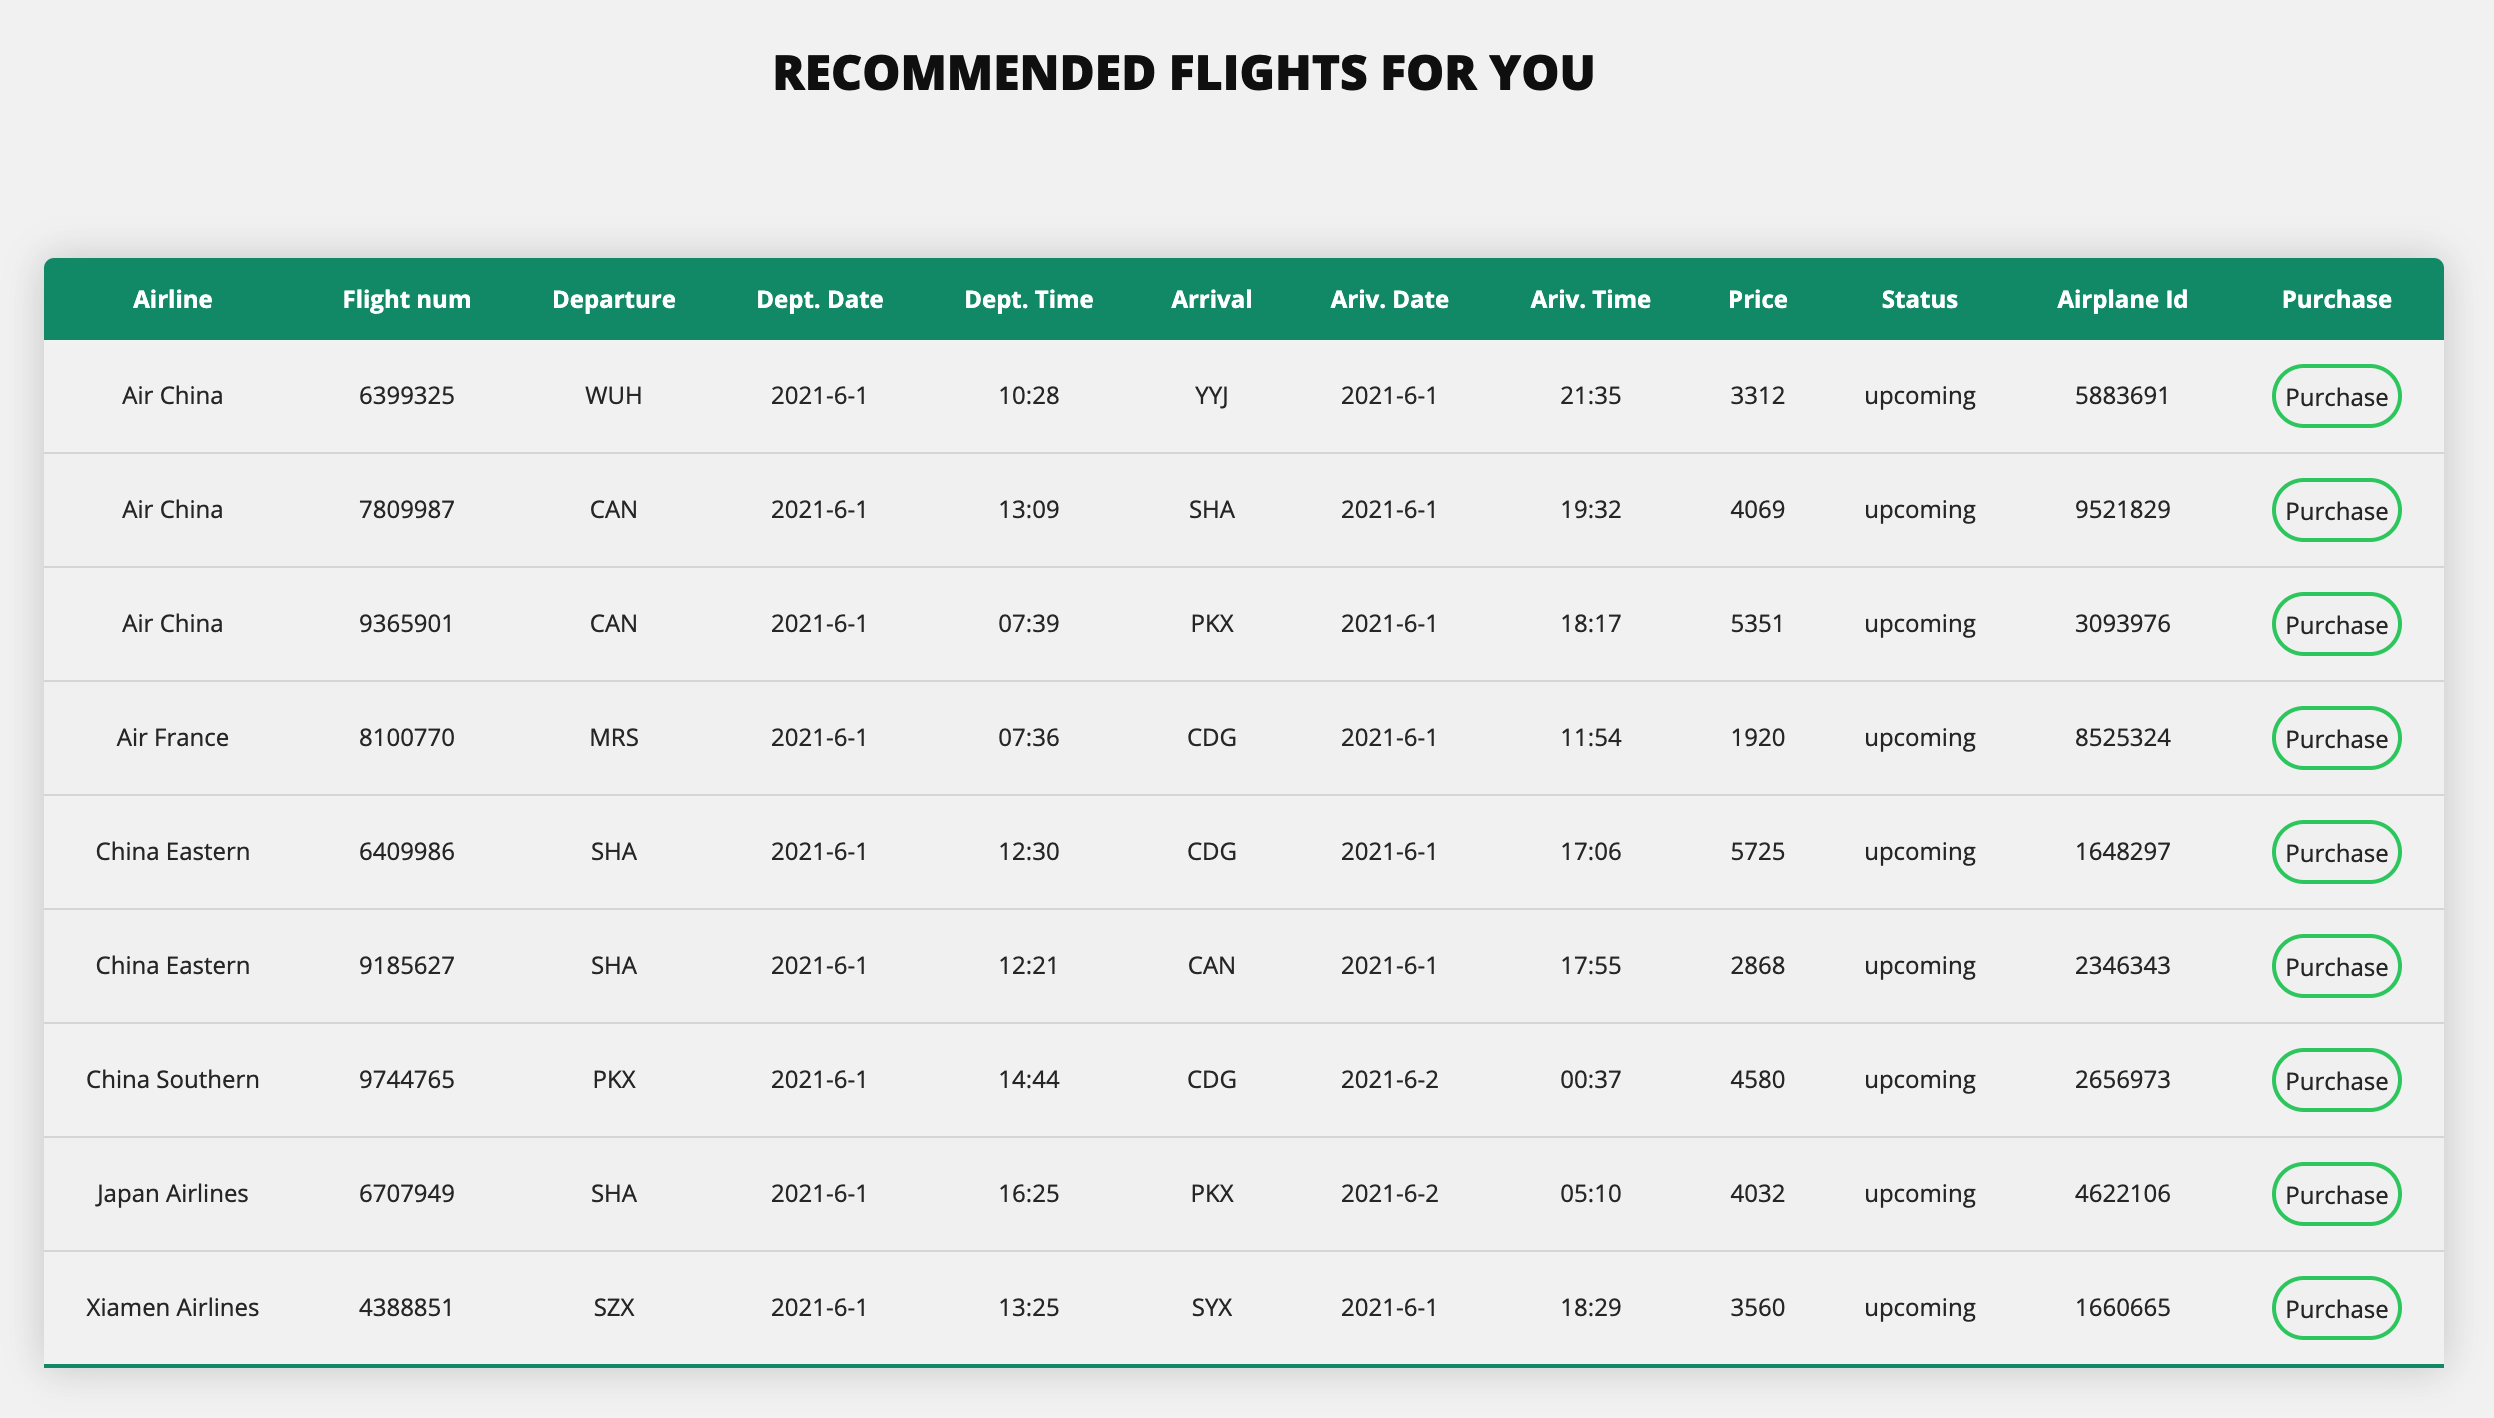 RECOMMENDED FLIGHTS FOR YOU
Airline Flight num Departure Dept. Date Dept. Time Arrival Ariv. Date Ariv. Time Price Status Airplane Id Purchase
Air China 6399325 WUH 2021-6-1 10:28 YYJ 2021-6-1 21:35 3312 upcoming 5883691 Purchase
Air China 7809987 CAN 2021-6-1 13:09 SHA 2021-6-1 19:32 4069 upcoming 9521829 Purchase
Air China 9365901 CAN 2021-6-1 07:39 PKX 2021-6-1 18:17 5351 upcoming 3093976 Purchase
Air France 8100770 MRS 2021-6-1 07:36 CDG 2021-6-1 11:54 1920 upcoming 8525324 Purchase
China Eastern 6409986 SHA 2021-6-1 12:30 CDG 2021-6-1 17:06 5725 upcoming 1648297 Purchase
China Eastern 9185627 SHA 2021-6-1 12:21 CAN 2021-6-1 17:55 2868 upcoming 2346343 Purchase
China Southern 9744765 PKX 2021-6-1 14:44 CDG 2021-6-2 00:37 4580 upcoming 2656973 Purchase
Japan Airlines 6707949 SHA 2021-6-1 16:25 PKX 2021-6-2 05:10 4032 upcoming 4622106 Purchase
Xiamen Airlines 4388851 SZX 2021-6-1 13:25 SYX 2021-6-1 18:29 3560 upcoming 1660665 Purchase